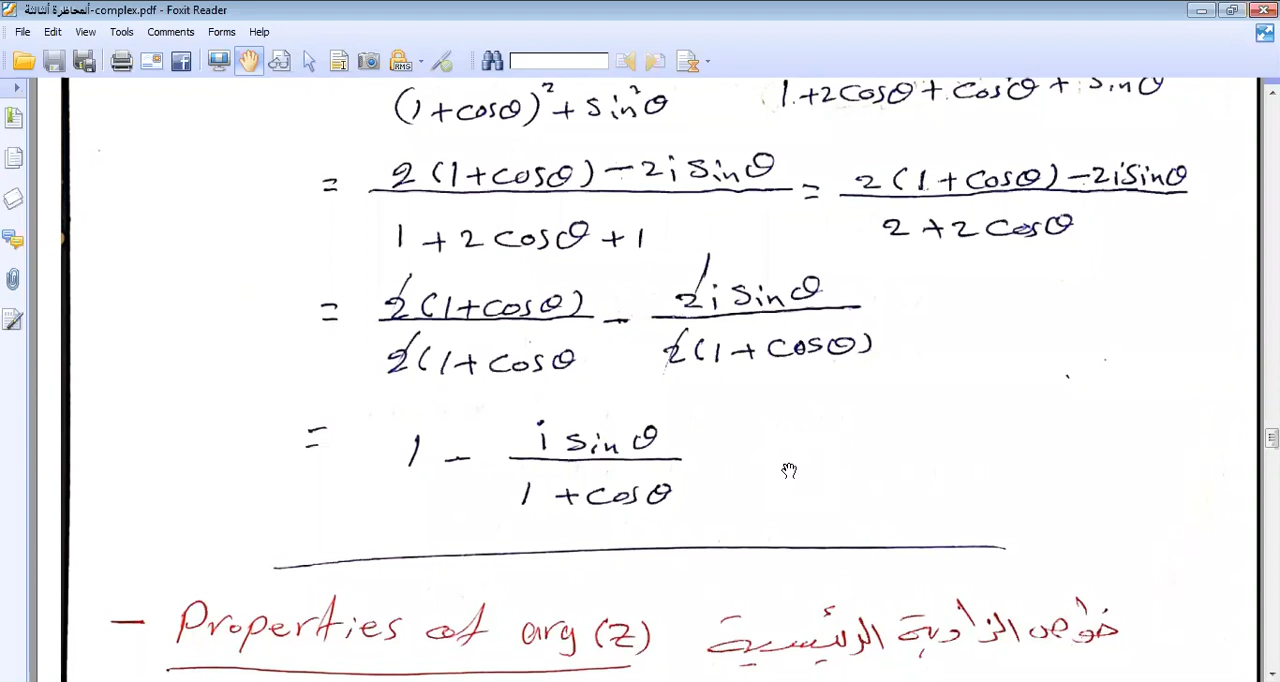 ألمحاظرة أثالثة-complex.pdf - Foxit Reader
File Edit View Tools Comments Forms Help
(1+cosθ)² + sin²θ 1+2cosθ + cos²θ + sin²θ
= 2(1+cosθ) - 2i sinθ / 1 + 2cosθ + 1 = 2(1+cosθ) - 2i sinθ / 2+2cosθ
= 2(1+cosθ) / 2(1+cosθ - 2i sinθ / 2(1+cosθ)
= 1 - i sinθ / 1+cosθ
- Properties of arg(z) خواص الزاوية الرئيسية